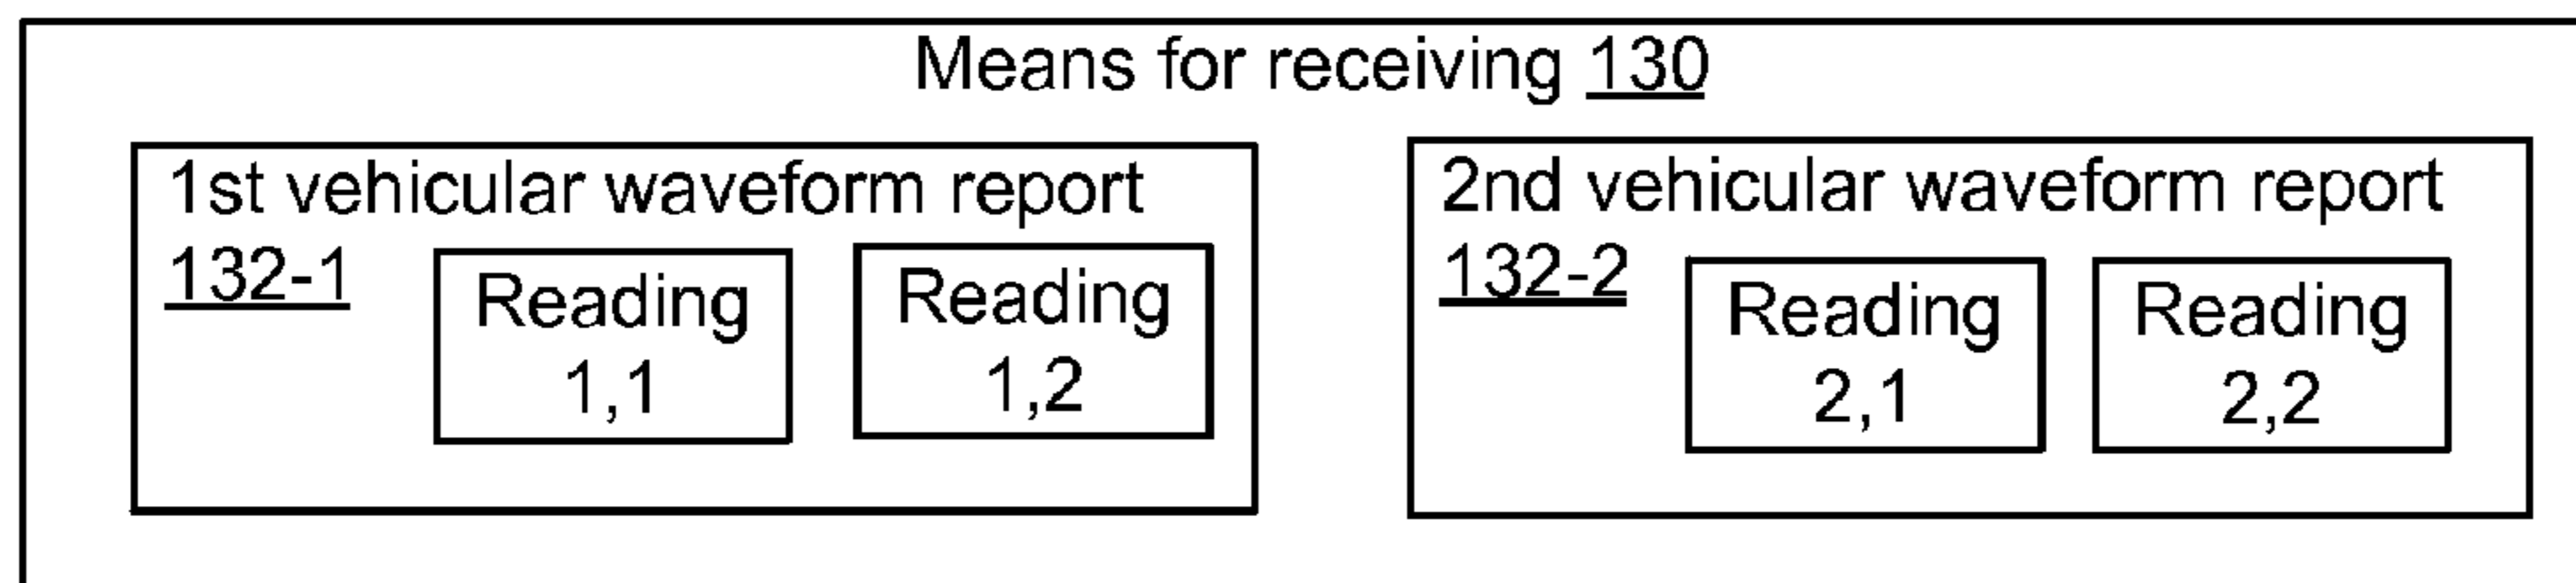 Means for receiving 130
1st vehicular waveform report
132-1
Reading
1,1
Reading
1,2
2nd vehicular waveform report
132-2
Reading
2,1
Reading
2,2